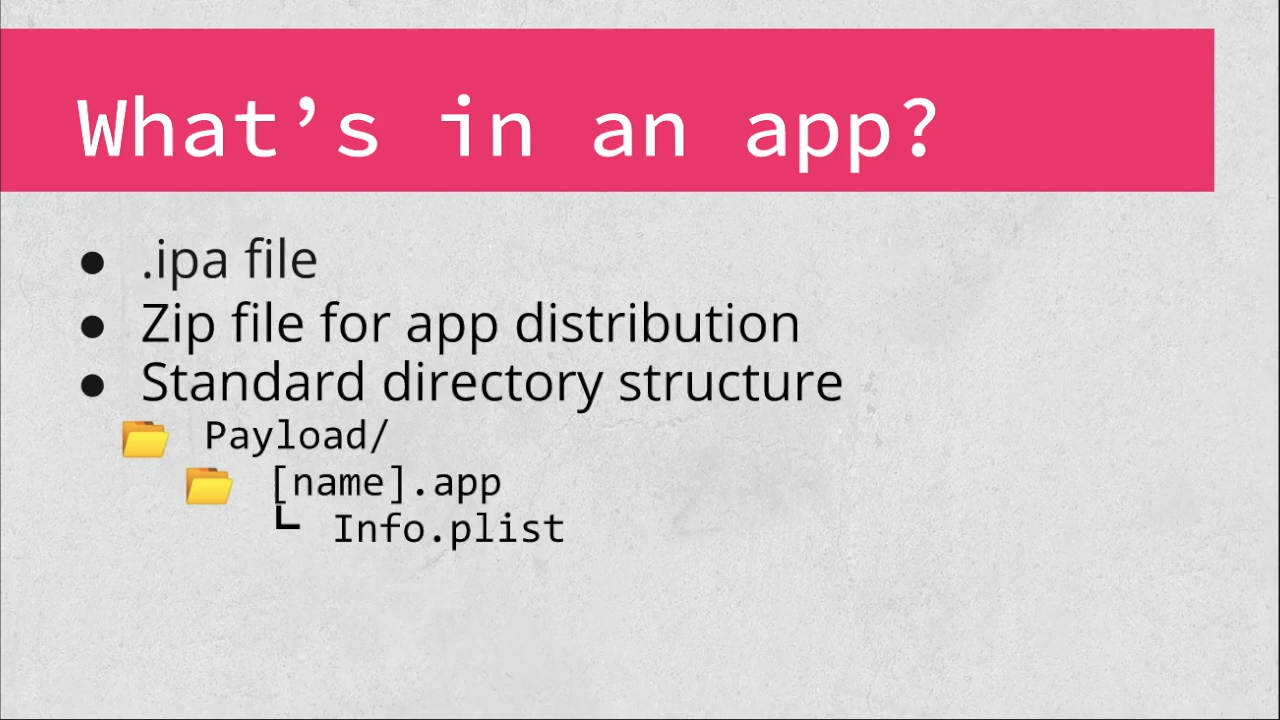 What’s in an app?
● .ipa file
● Zip file for app distribution
● Standard directory structure
📂 Payload/
📂 [name].app
┗ Info.plist